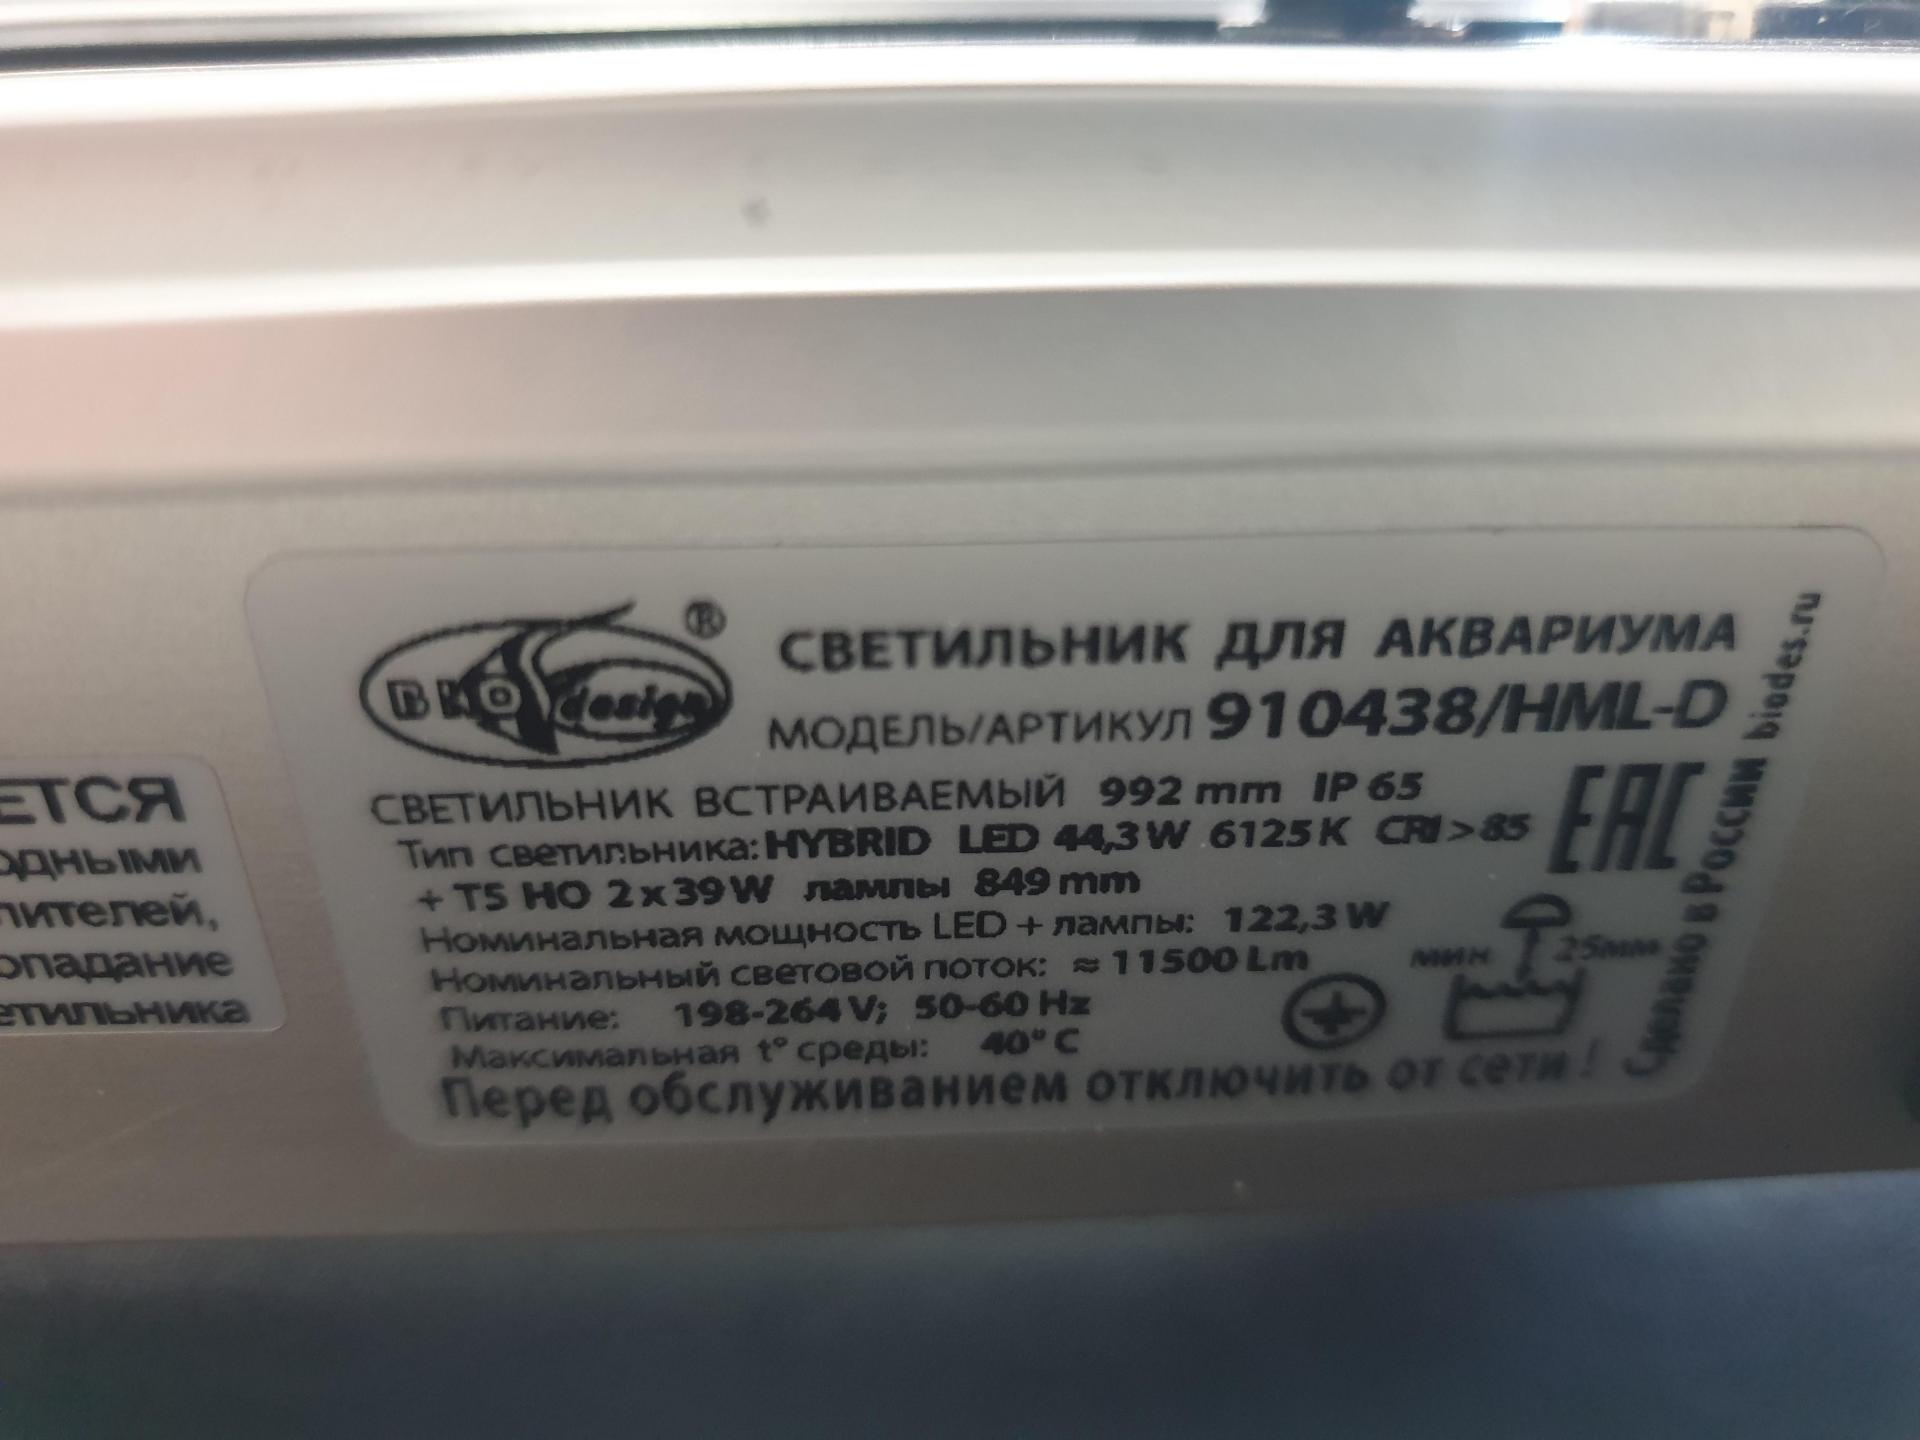 BIO design ®
СВЕТИЛЬНИК ДЛЯ АКВАРИУМА
МОДЕЛЬ/АРТИКУЛ 910438/HML-D
СВЕТИЛЬНИК ВСТРАИВАЕМЫЙ 992 mm IP 65
Тип светильника: HYBRID LED 44,3 W 6125 K CRI > 85
+ T5 HO 2 x 39 W лампы 849 mm
Номинальная мощность LED + лампы: 122,3 W
Номинальный световой поток: ≈ 11500 Lm
Питание: 198-264 V; 50-60 Hz
Максимальная t° среды: 40° C
Перед обслуживанием отключить от сети !
EAC
мин 25мм
Сделано в России biodes.ru
ЕТСЯ
одными
ителей,
опадание
етильника